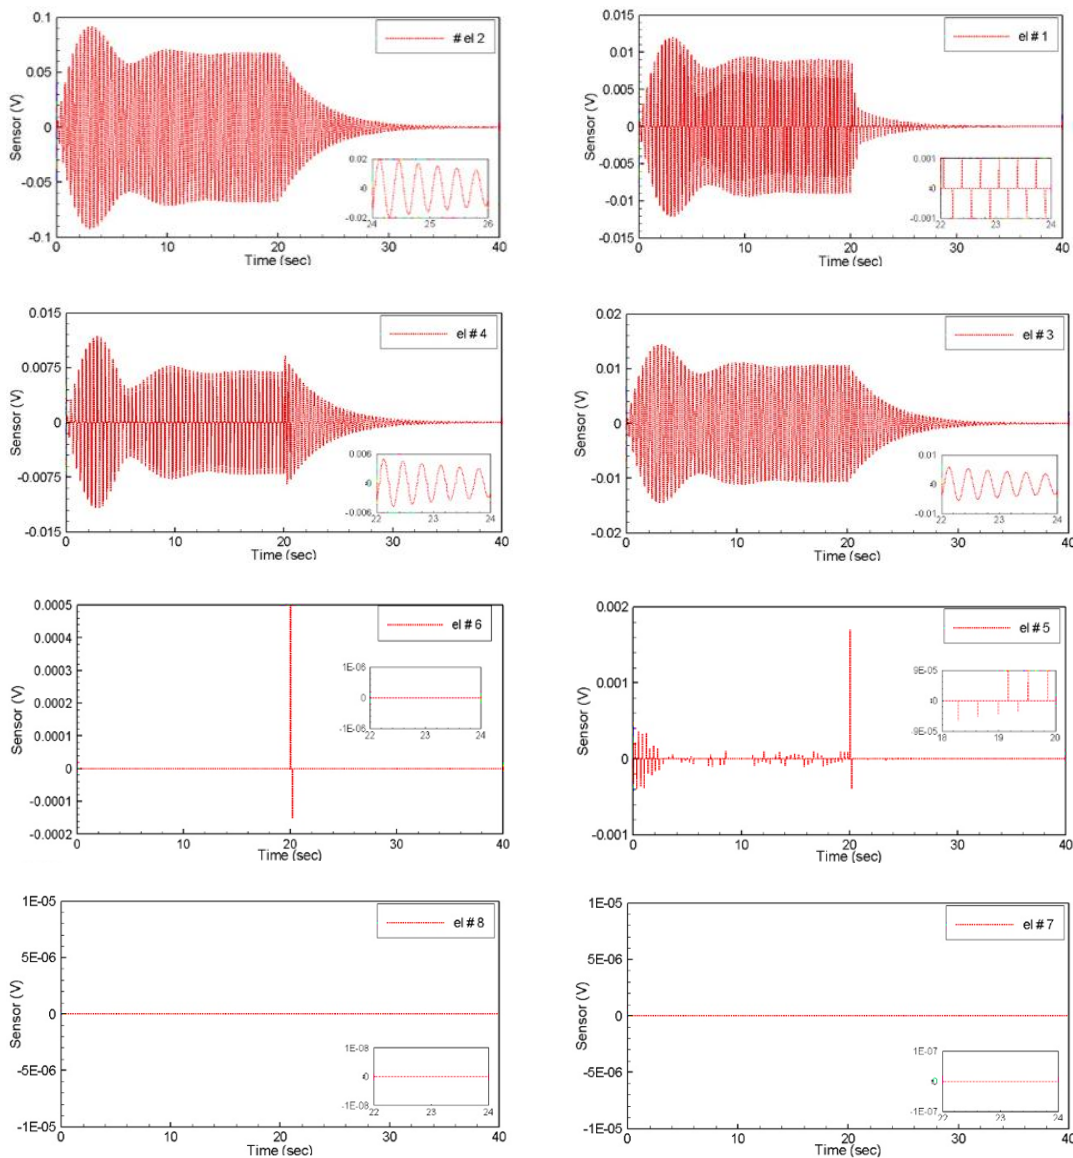 0.1
# el 2
0.05
Sensor (V)
0
-0.05
-0.1
0.02
0
-0.02
24 25 26
0 10 20 30 40
Time (sec)
0.015
el # 1
0.01
0.005
Sensor (V)
0
-0.005
-0.01
-0.015
0.001
0
-0.001
22 23 24
0 10 20 30 40
Time (sec)
0.015
el # 4
0.0075
Sensor (V)
0
-0.0075
-0.015
0.006
0
-0.006
22 23 24
0 10 20 30 40
Time (sec)
0.02
el # 3
0.01
Sensor (V)
0
-0.01
-0.02
0.01
0
-0.01
22 23 24
0 10 20 30 40
Time (sec)
0.0005
el # 6
0.0004
0.0003
0.0002
Sensor (V)
0.0001
0
-0.0001
-0.0002
1E-06
0
-1E-06
22 23 24
0 10 20 30 40
Time (sec)
0.002
el # 5
0.001
Sensor (V)
0
-0.001
9E-05
0
-9E-05
18 19 20
0 10 20 30 40
Time (sec)
1E-05
el # 8
5E-06
Sensor (V)
0
-5E-06
-1E-05
1E-08
0
-1E-08
22 23 24
0 10 20 30 40
Time (sec)
1E-05
el # 7
5E-06
Sensor (V)
0
-5E-06
-1E-05
1E-07
0
-1E-07
22 23 24
0 10 20 30 40
Time (sec)